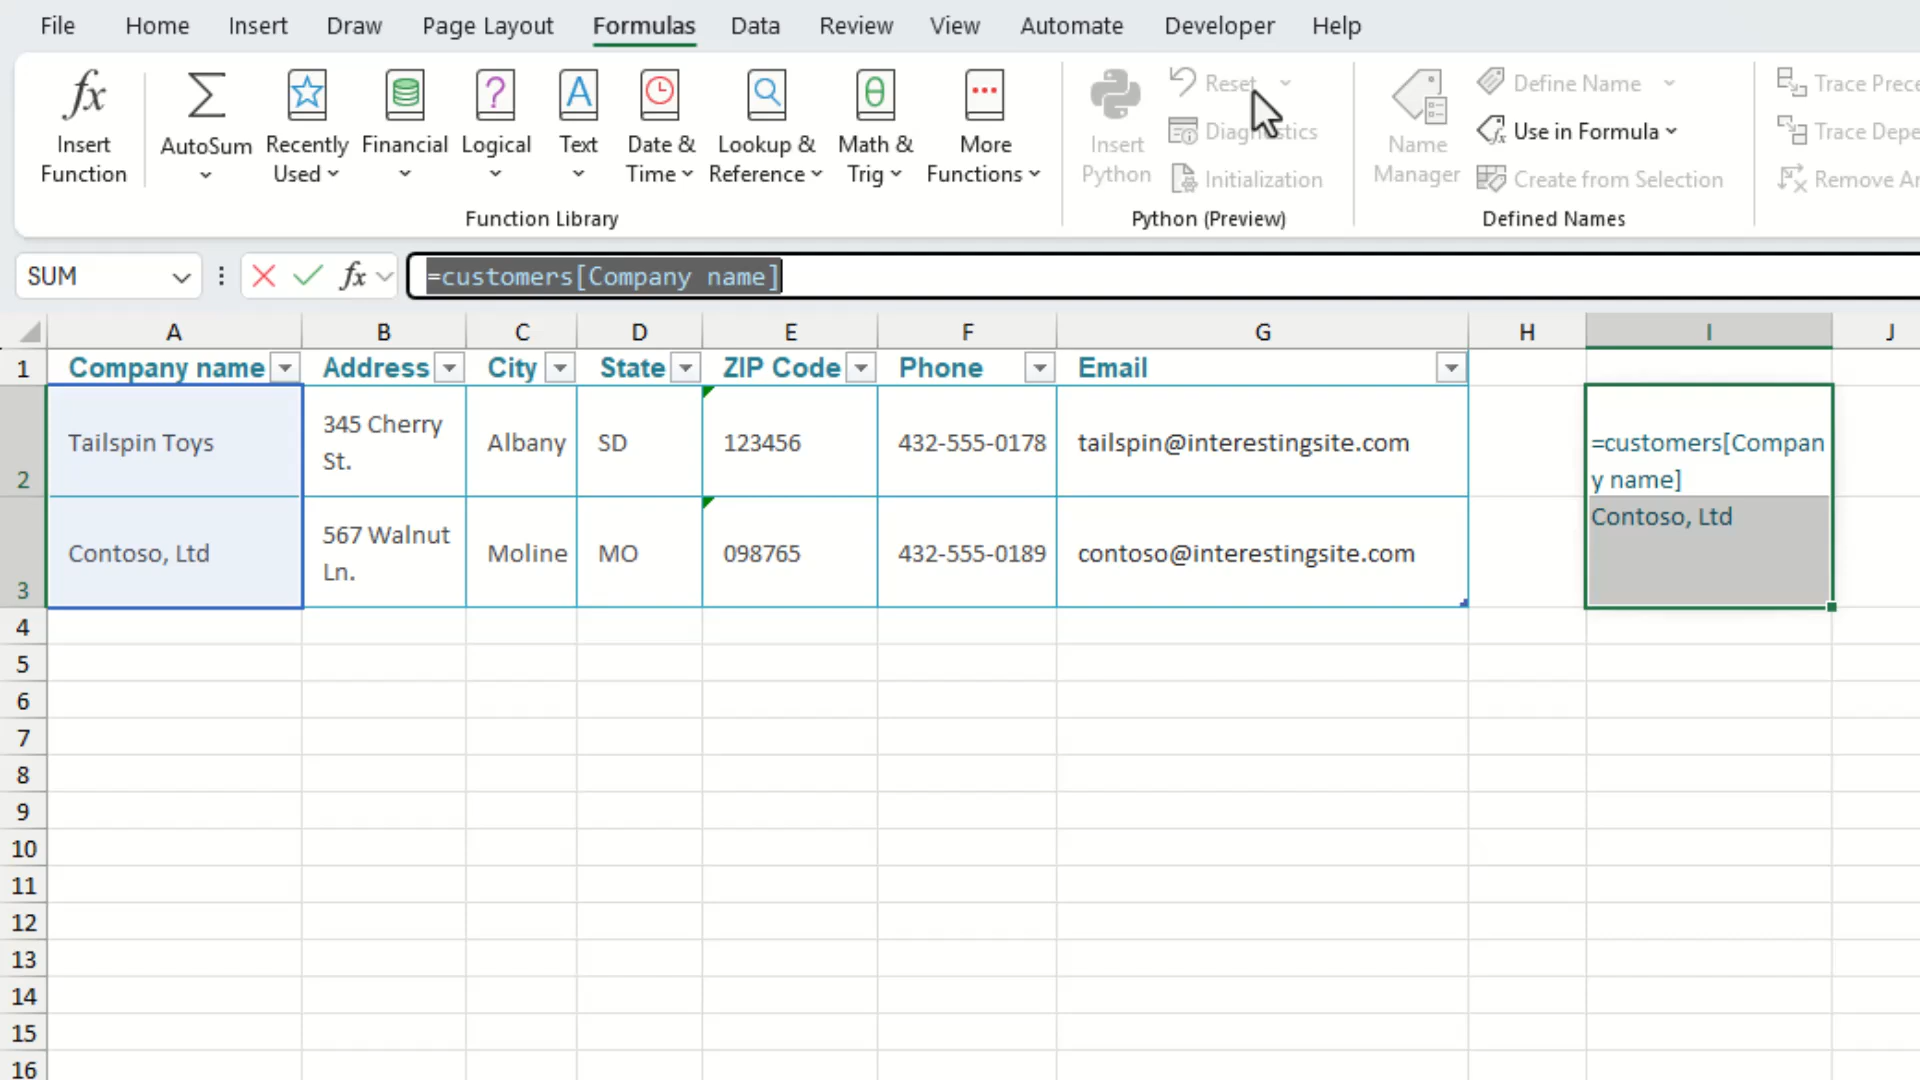 File Home Insert Draw Page Layout Formulas Data Review View Automate Developer Help
Insert Function
AutoSum
Recently Used
Financial
Logical
Text
Date & Time
Lookup & Reference
Math & Trig
More Functions
Function Library
Insert Python
Reset
Diagnostics
Initialization
Python (Preview)
Name Manager
Define Name
Use in Formula
Create from Selection
Defined Names
Trace Prece
Trace Depe
Remove Ar
SUM fx =customers[Company name]
A B C D E F G H I J
1 Company name Address City State ZIP Code Phone Email
2 Tailspin Toys 345 Cherry St. Albany SD 123456 432-555-0178 tailspin@interestingsite.com =customers[Compan
y name]
3 Contoso, Ltd 567 Walnut Ln. Moline MO 098765 432-555-0189 contoso@interestingsite.com Contoso, Ltd
4
5
6
7
8
9
10
11
12
13
14
15
16